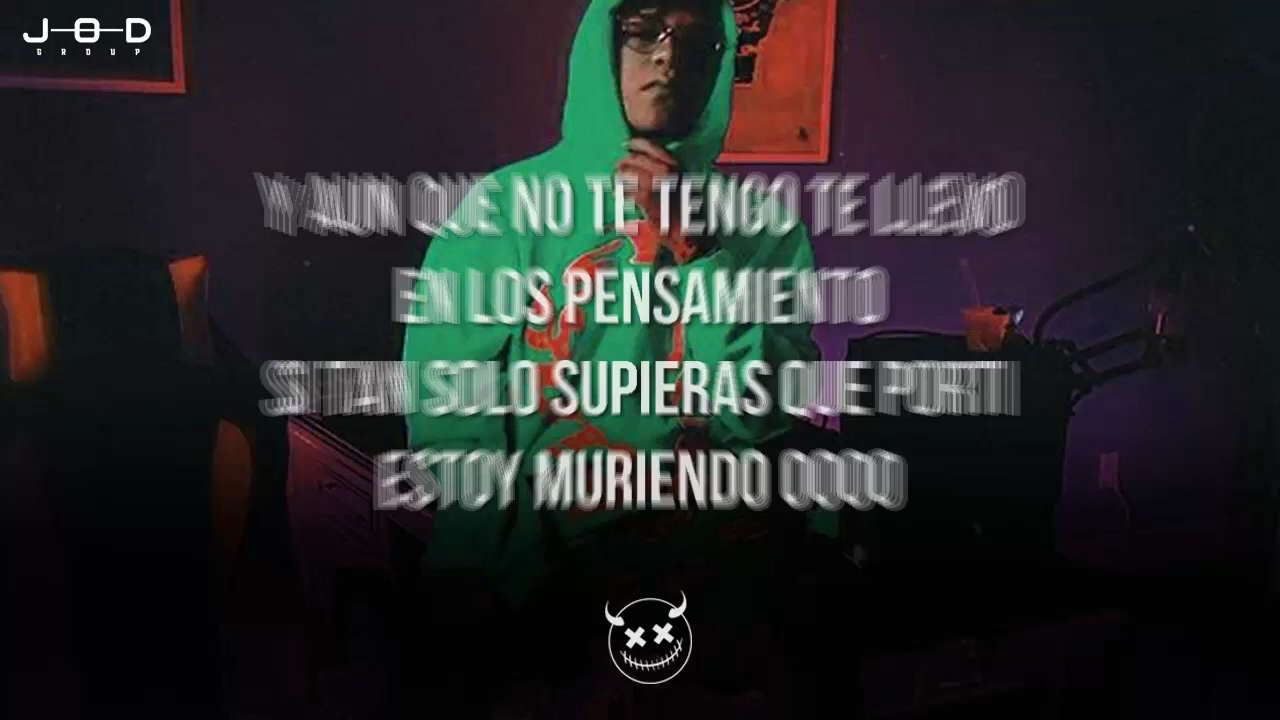 J-O-D
GROUP
Y AUN QUE NO TE TENGO TE LLEVO
EN LOS PENSAMIENTO
SI TAN SOLO SUPIERAS QUE POR TI
ESTOY MURIENDO OOOO